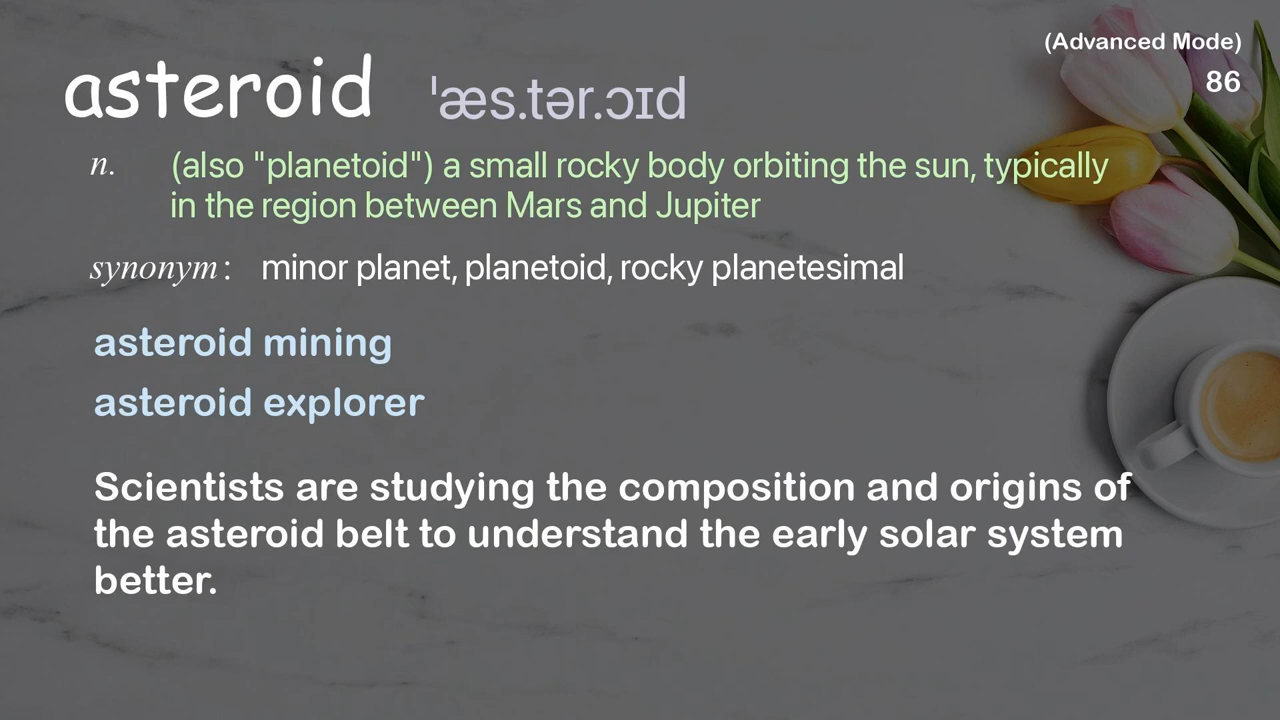 (Advanced Mode)
86
asteroid ˈæs.tər.ɔɪd
n. (also "planetoid") a small rocky body orbiting the sun, typically
in the region between Mars and Jupiter
synonym: minor planet, planetoid, rocky planetesimal
asteroid mining
asteroid explorer
Scientists are studying the composition and origins of
the asteroid belt to understand the early solar system
better.